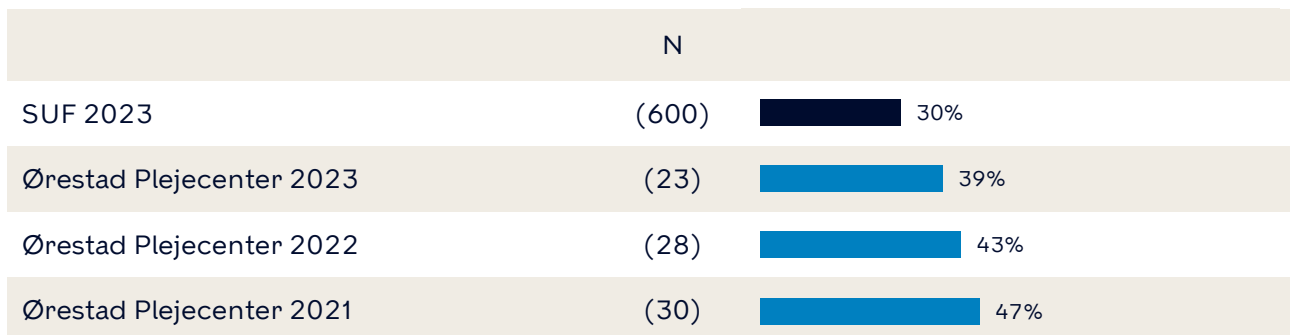 N
SUF 2023 (600) 30%
Ørestad Plejecenter 2023 (23) 39%
Ørestad Plejecenter 2022 (28) 43%
Ørestad Plejecenter 2021 (30) 47%